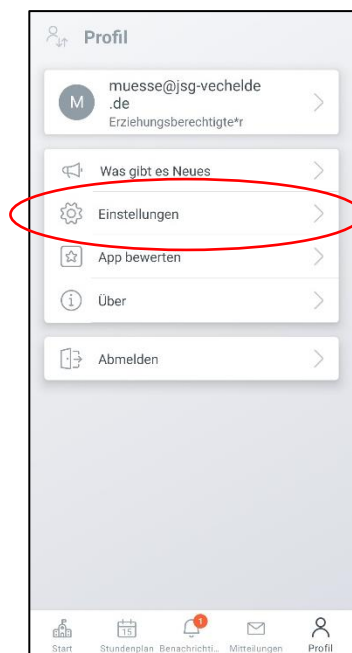 Profil
M
muesse@jsg-vechelde
.de
Erziehungsberechtigte*r
Was gibt es Neues
Einstellungen
App bewerten
Über
Abmelden
15
1
Start Stundenplan Benachrichti... Mitteilungen Profil